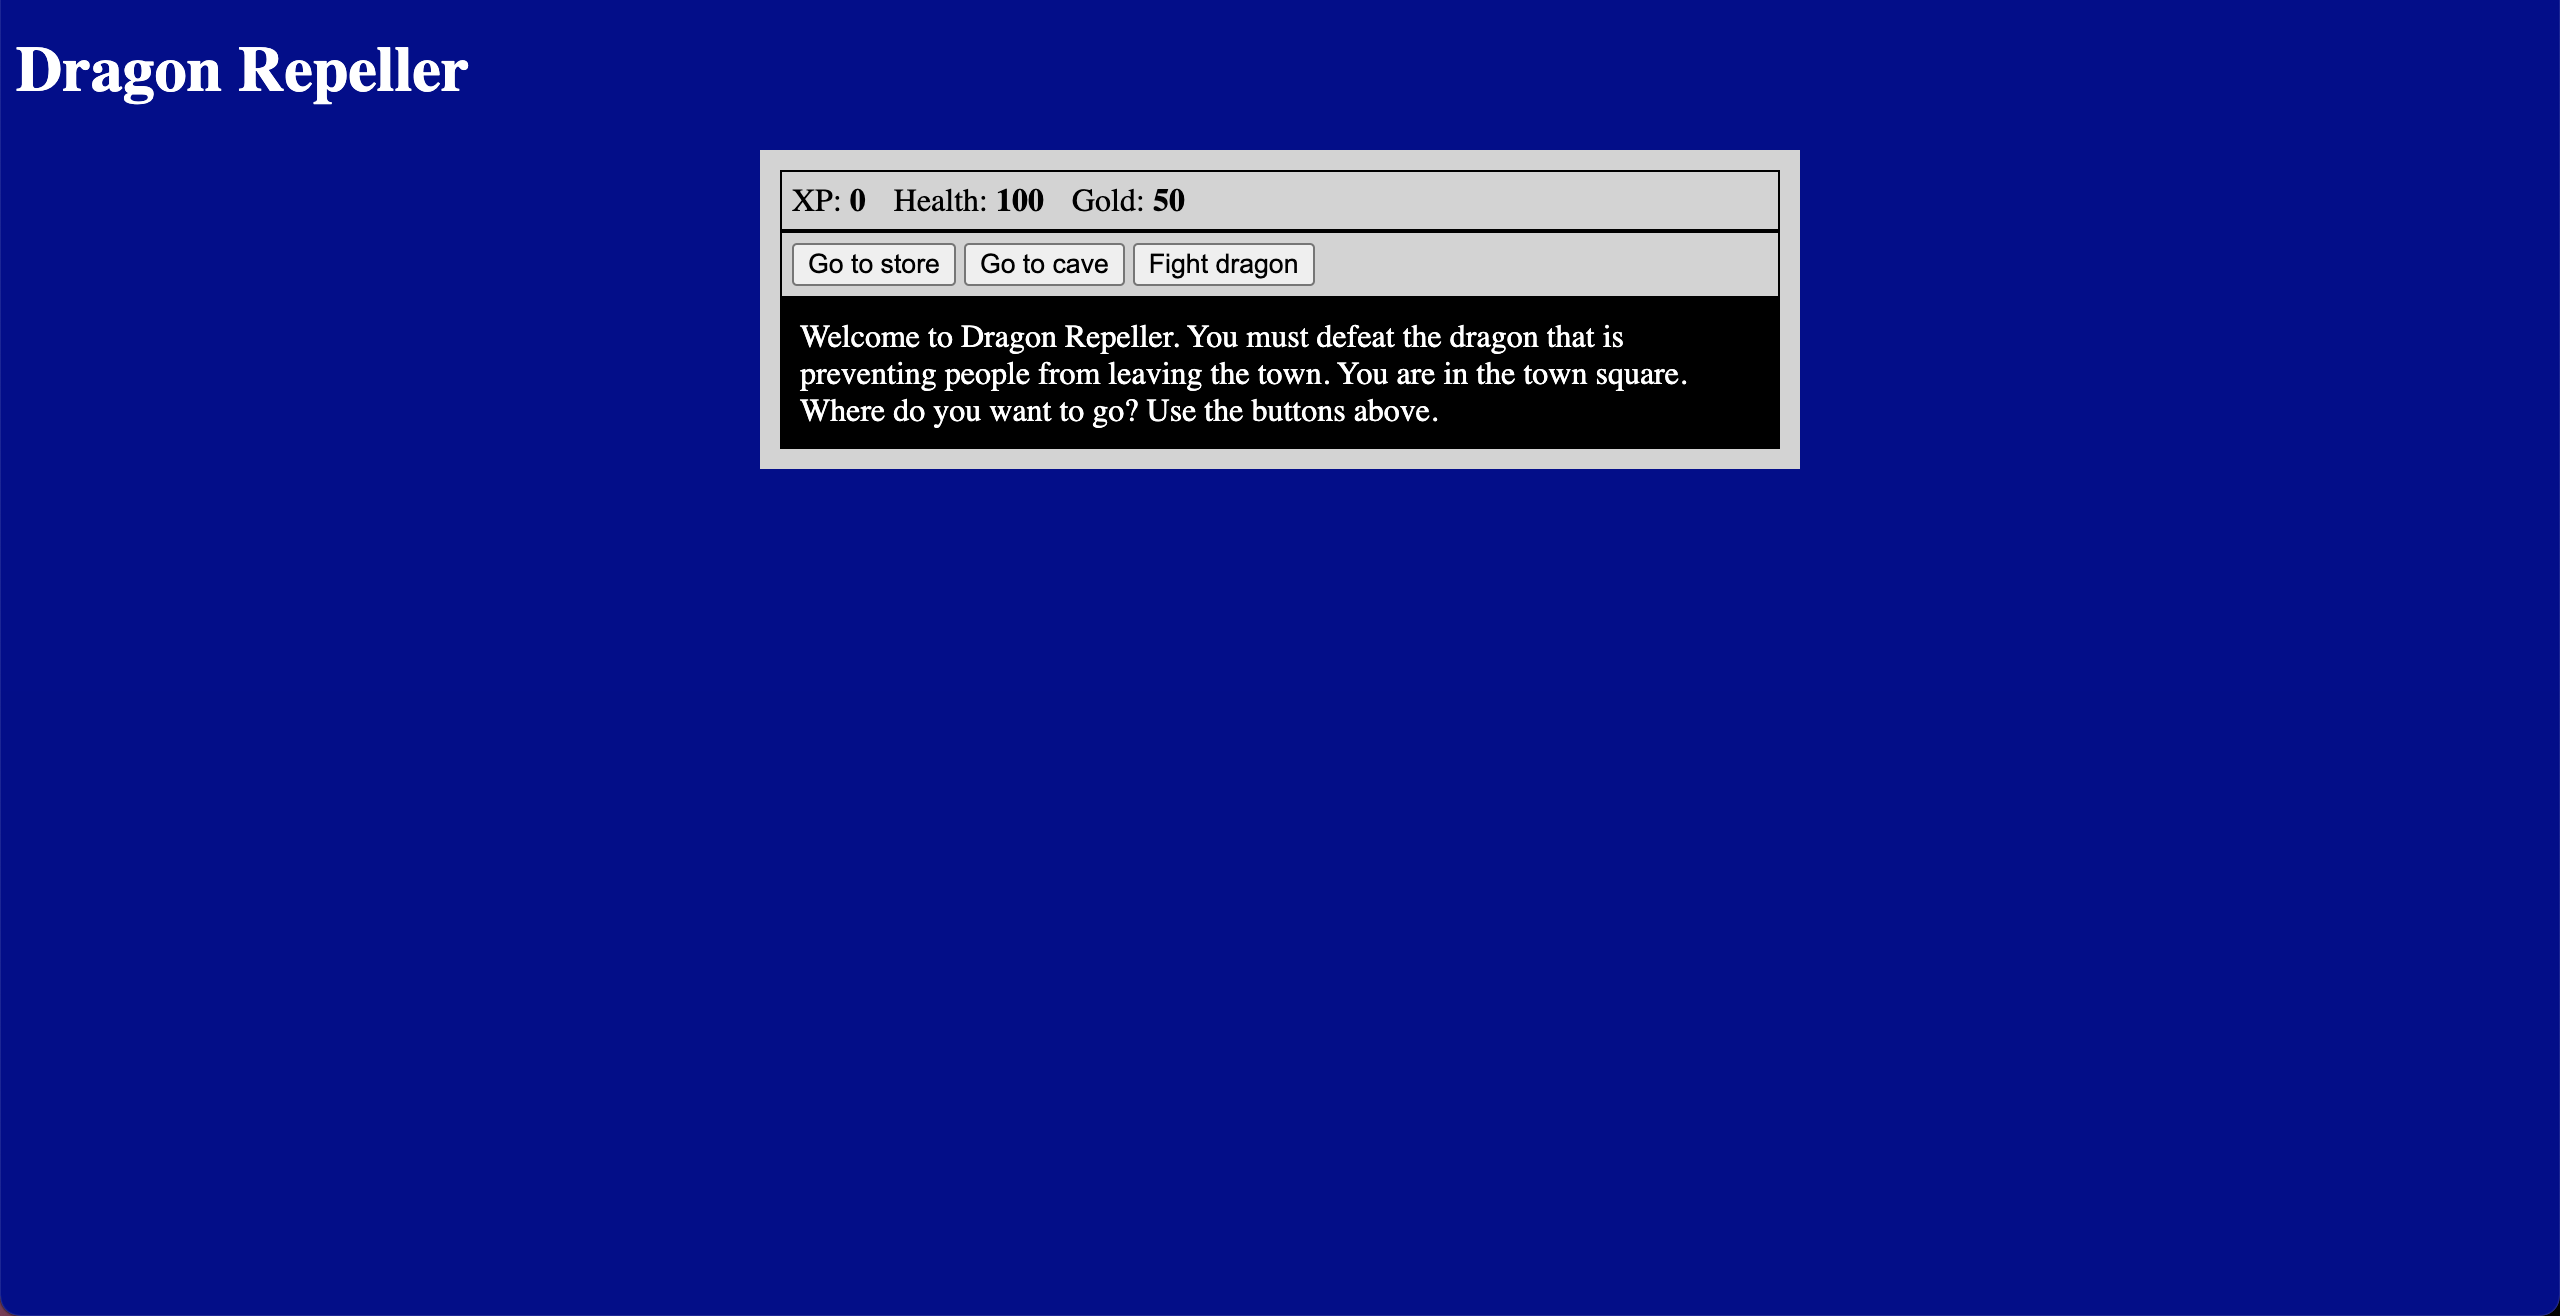 Dragon Repeller
XP: 0 Health: 100 Gold: 50
Go to store Go to cave Fight dragon
Welcome to Dragon Repeller. You must defeat the dragon that is
preventing people from leaving the town. You are in the town square.
Where do you want to go? Use the buttons above.